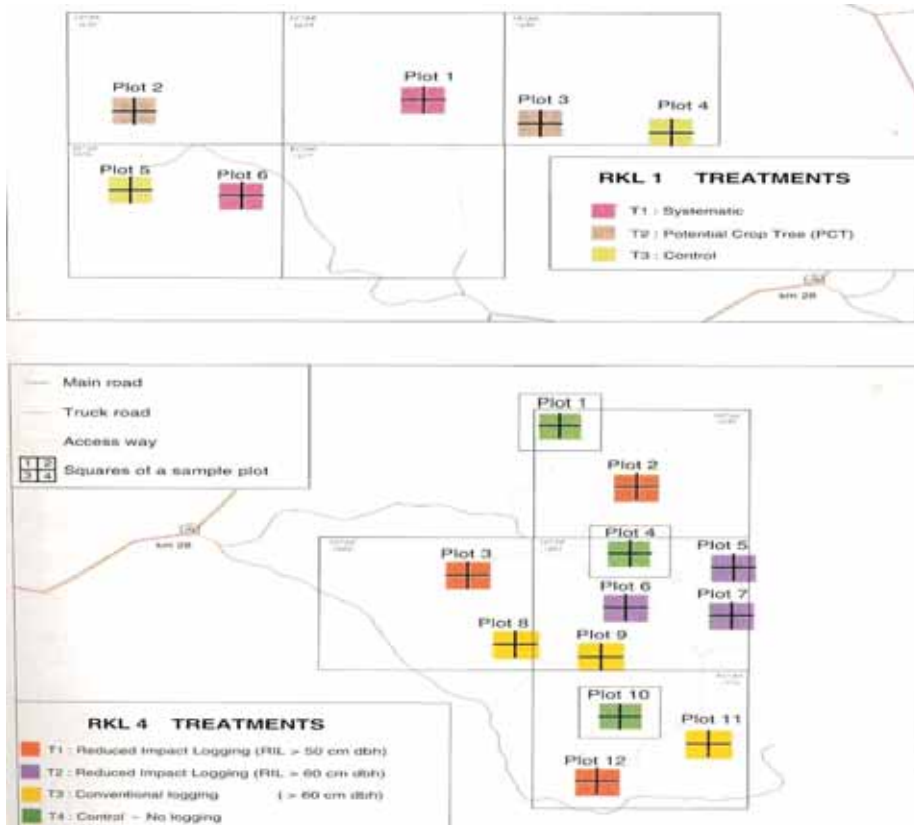 Plot 2
Plot 1
Plot 3
Plot 4
Plot 5
Plot 6
RKL 1 TREATMENTS
T1 : Systematic
T2 : Potential Crop Tree (PCT)
T3 : Control
km 28
Main road
Truck road
Access way
1 2
3 4
Squares of a sample plot
km 28
Plot 1
Plot 2
Plot 4
Plot 3
Plot 5
Plot 6
Plot 7
Plot 8
Plot 9
Plot 10
Plot 11
Plot 12
RKL 4 TREATMENTS
T1 : Reduced Impact Logging (RIL > 50 cm dbh)
T2 : Reduced Impact Logging (RIL > 60 cm dbh)
T3 : Conventional logging ( > 60 cm dbh)
T4 : Control - No logging